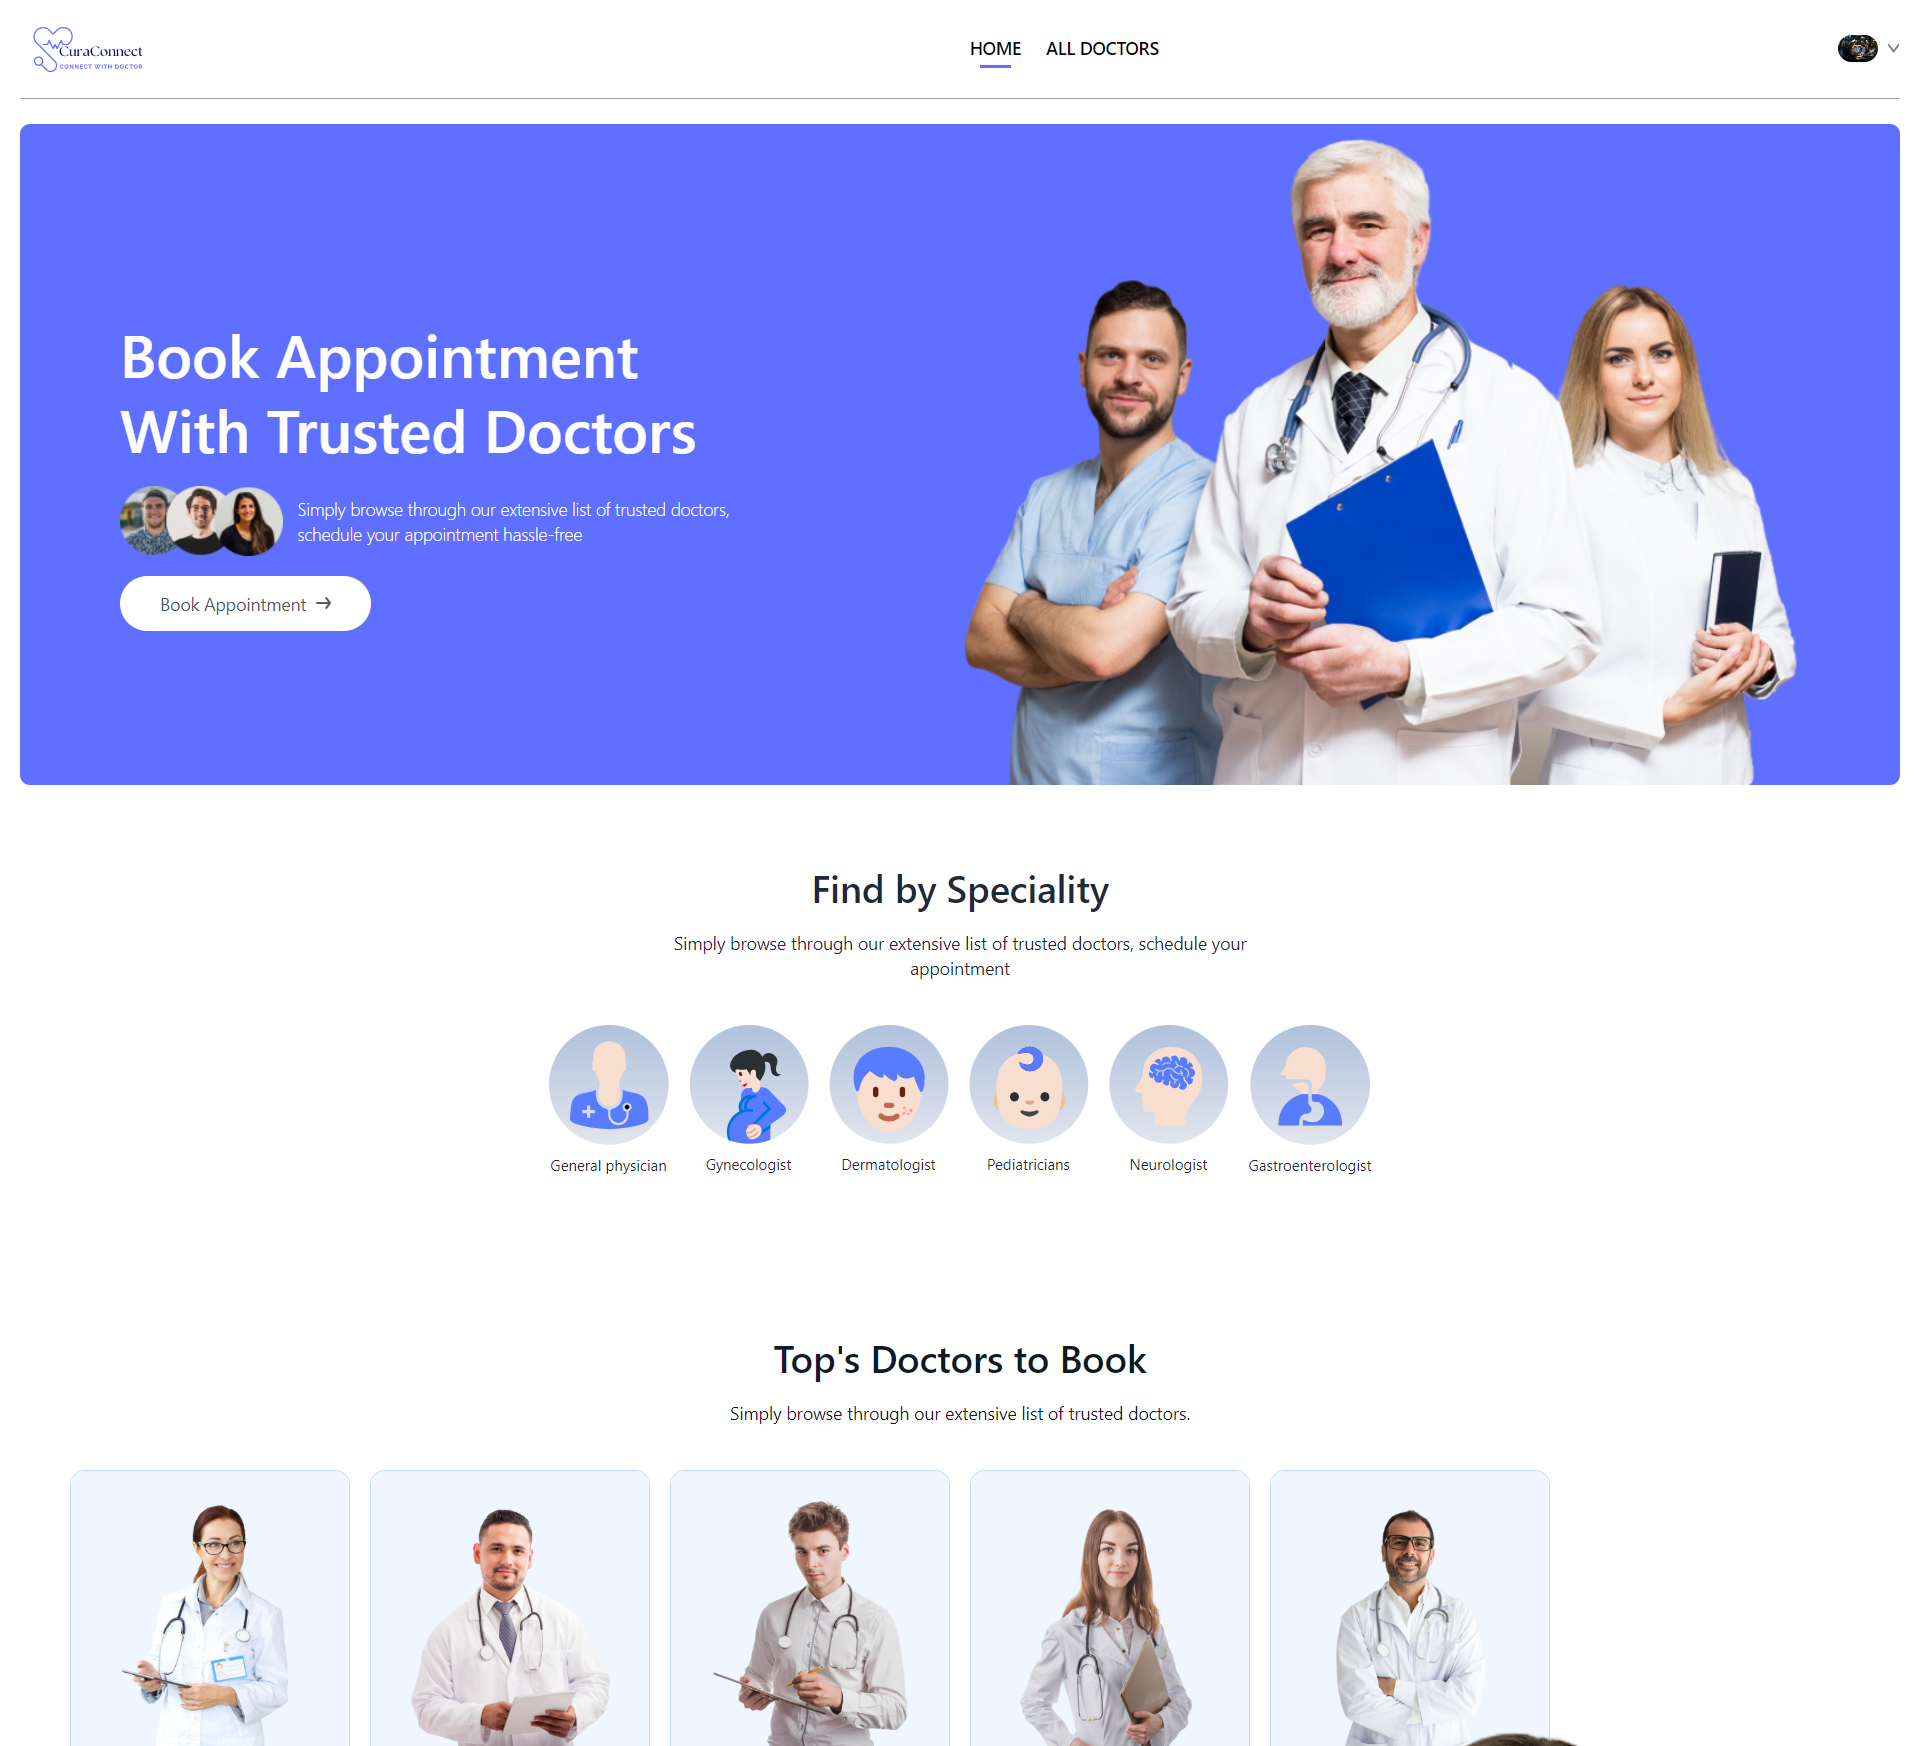 CuraConnect
CONNECT WITH DOCTOR
HOME
ALL DOCTORS
Book Appointment
With Trusted Doctors
Simply browse through our extensive list of trusted doctors,
schedule your appointment hassle-free
Book Appointment →
Find by Speciality
Simply browse through our extensive list of trusted doctors, schedule your
appointment
General physician
Gynecologist
Dermatologist
Pediatricians
Neurologist
Gastroenterologist
Top's Doctors to Book
Simply browse through our extensive list of trusted doctors.